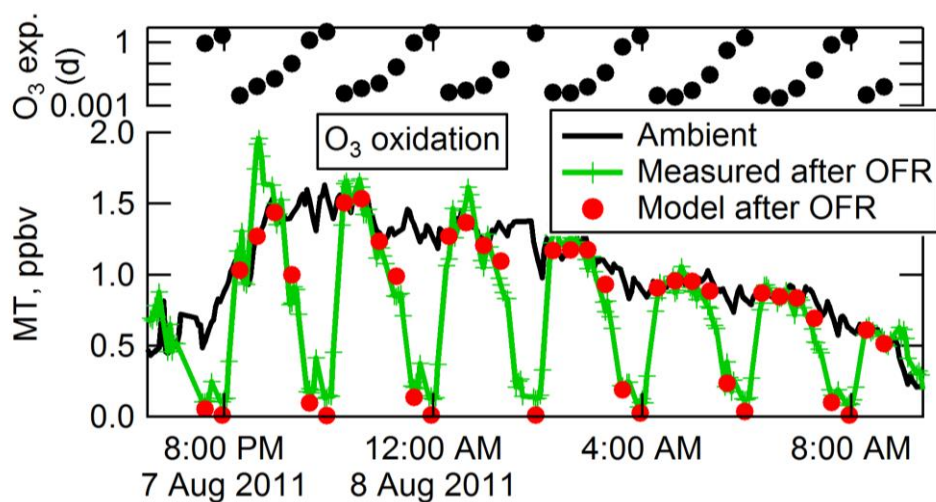 O₃ exp.
(d)
1
0.001
MT, ppbv
2.0
1.5
1.0
0.5
0.0
O₃ oxidation
Ambient
Measured after OFR
Model after OFR
8:00 PM
7 Aug 2011
12:00 AM
8 Aug 2011
4:00 AM
8:00 AM